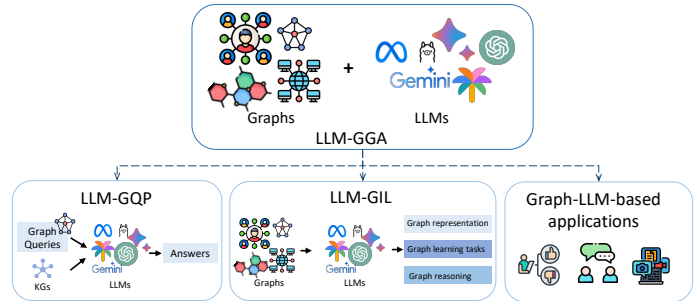 +
Gemini
Graphs
LLMs
LLM-GGA
LLM-GQP
Graph
Queries
KGs
Gemini
LLMs
Answers
LLM-GIL
Graphs
Gemini
LLMs
Graph representation
Graph learning tasks
Graph reasoning
Graph-LLM-based
applications